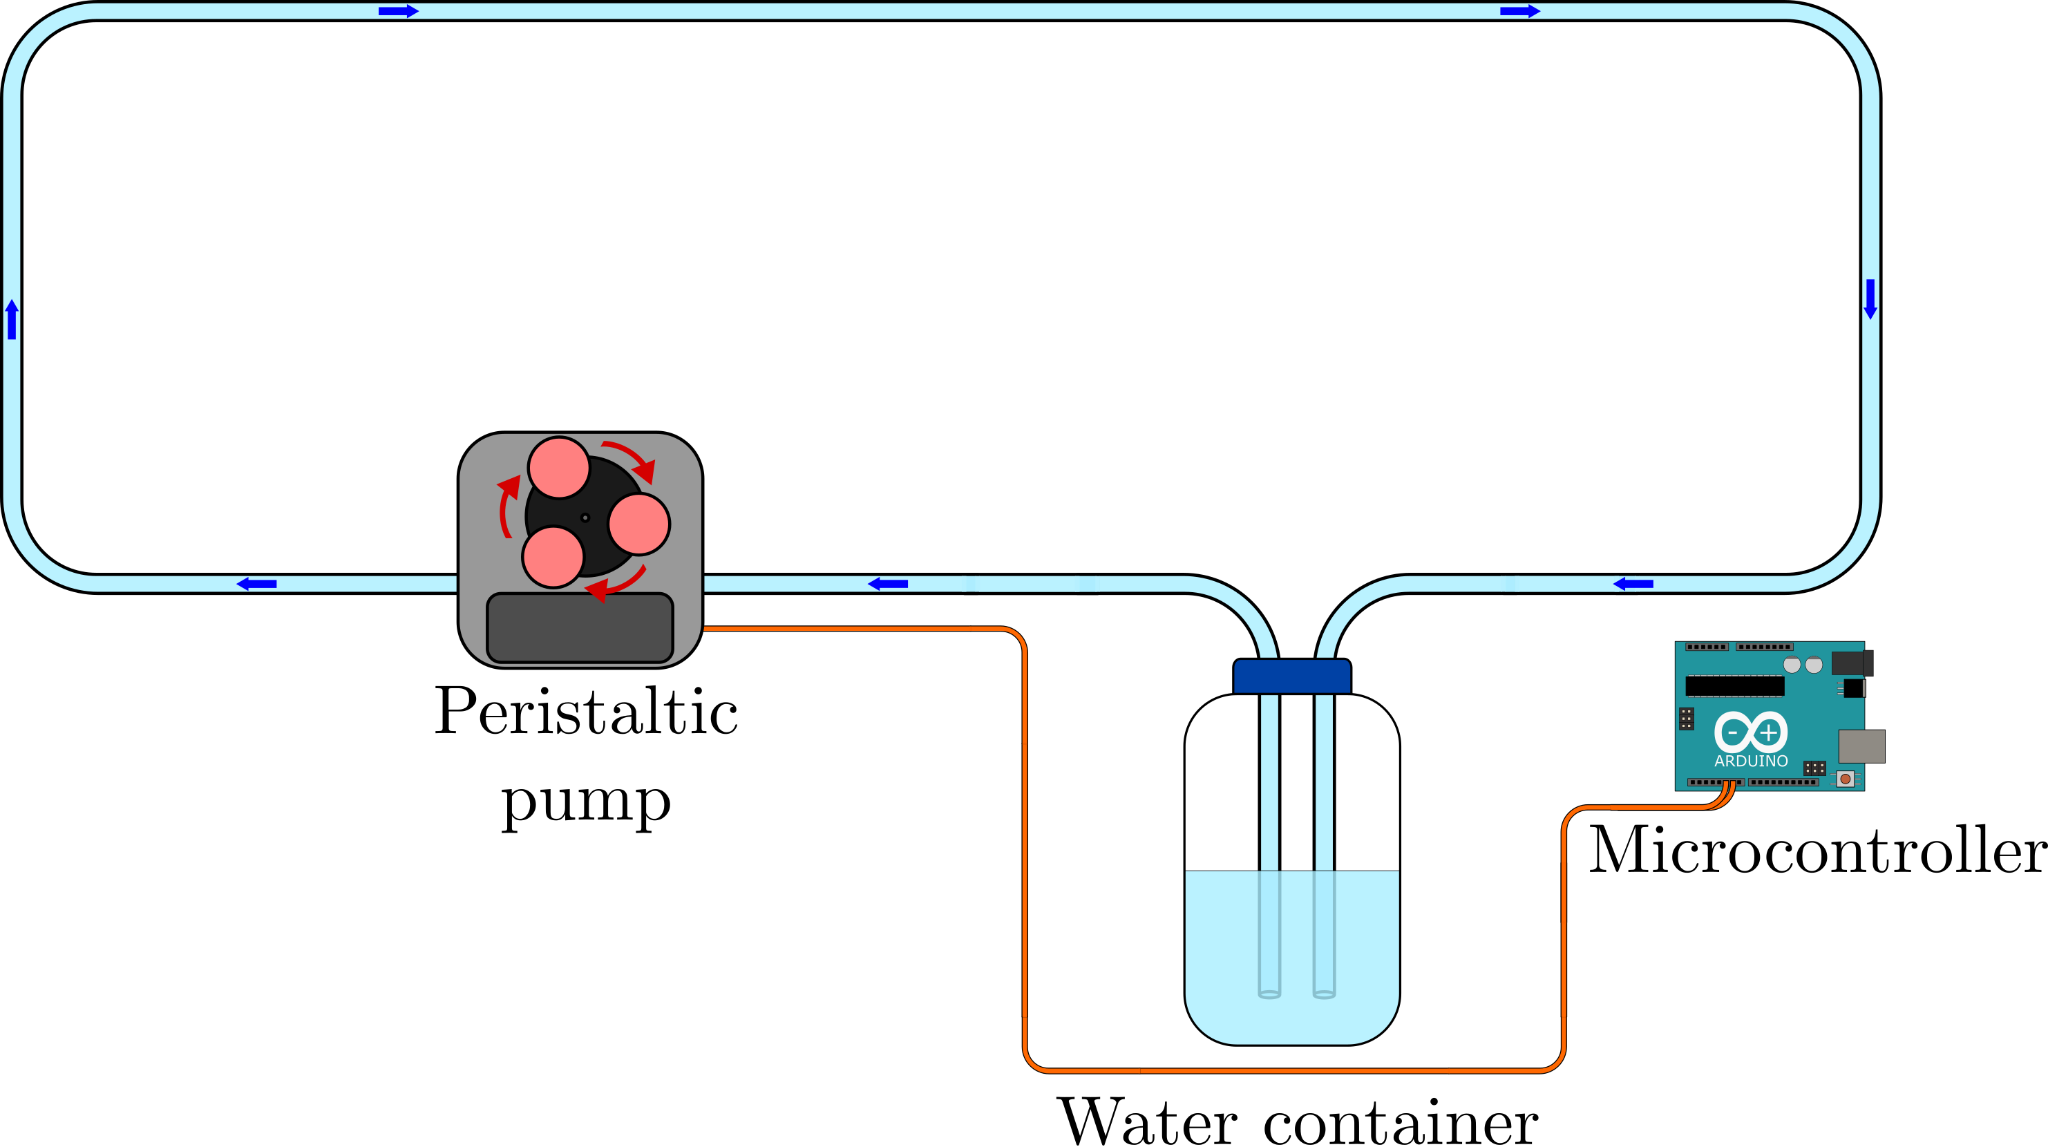 Peristaltic
pump
- +
ARDUINO
Microcontroller
Water container